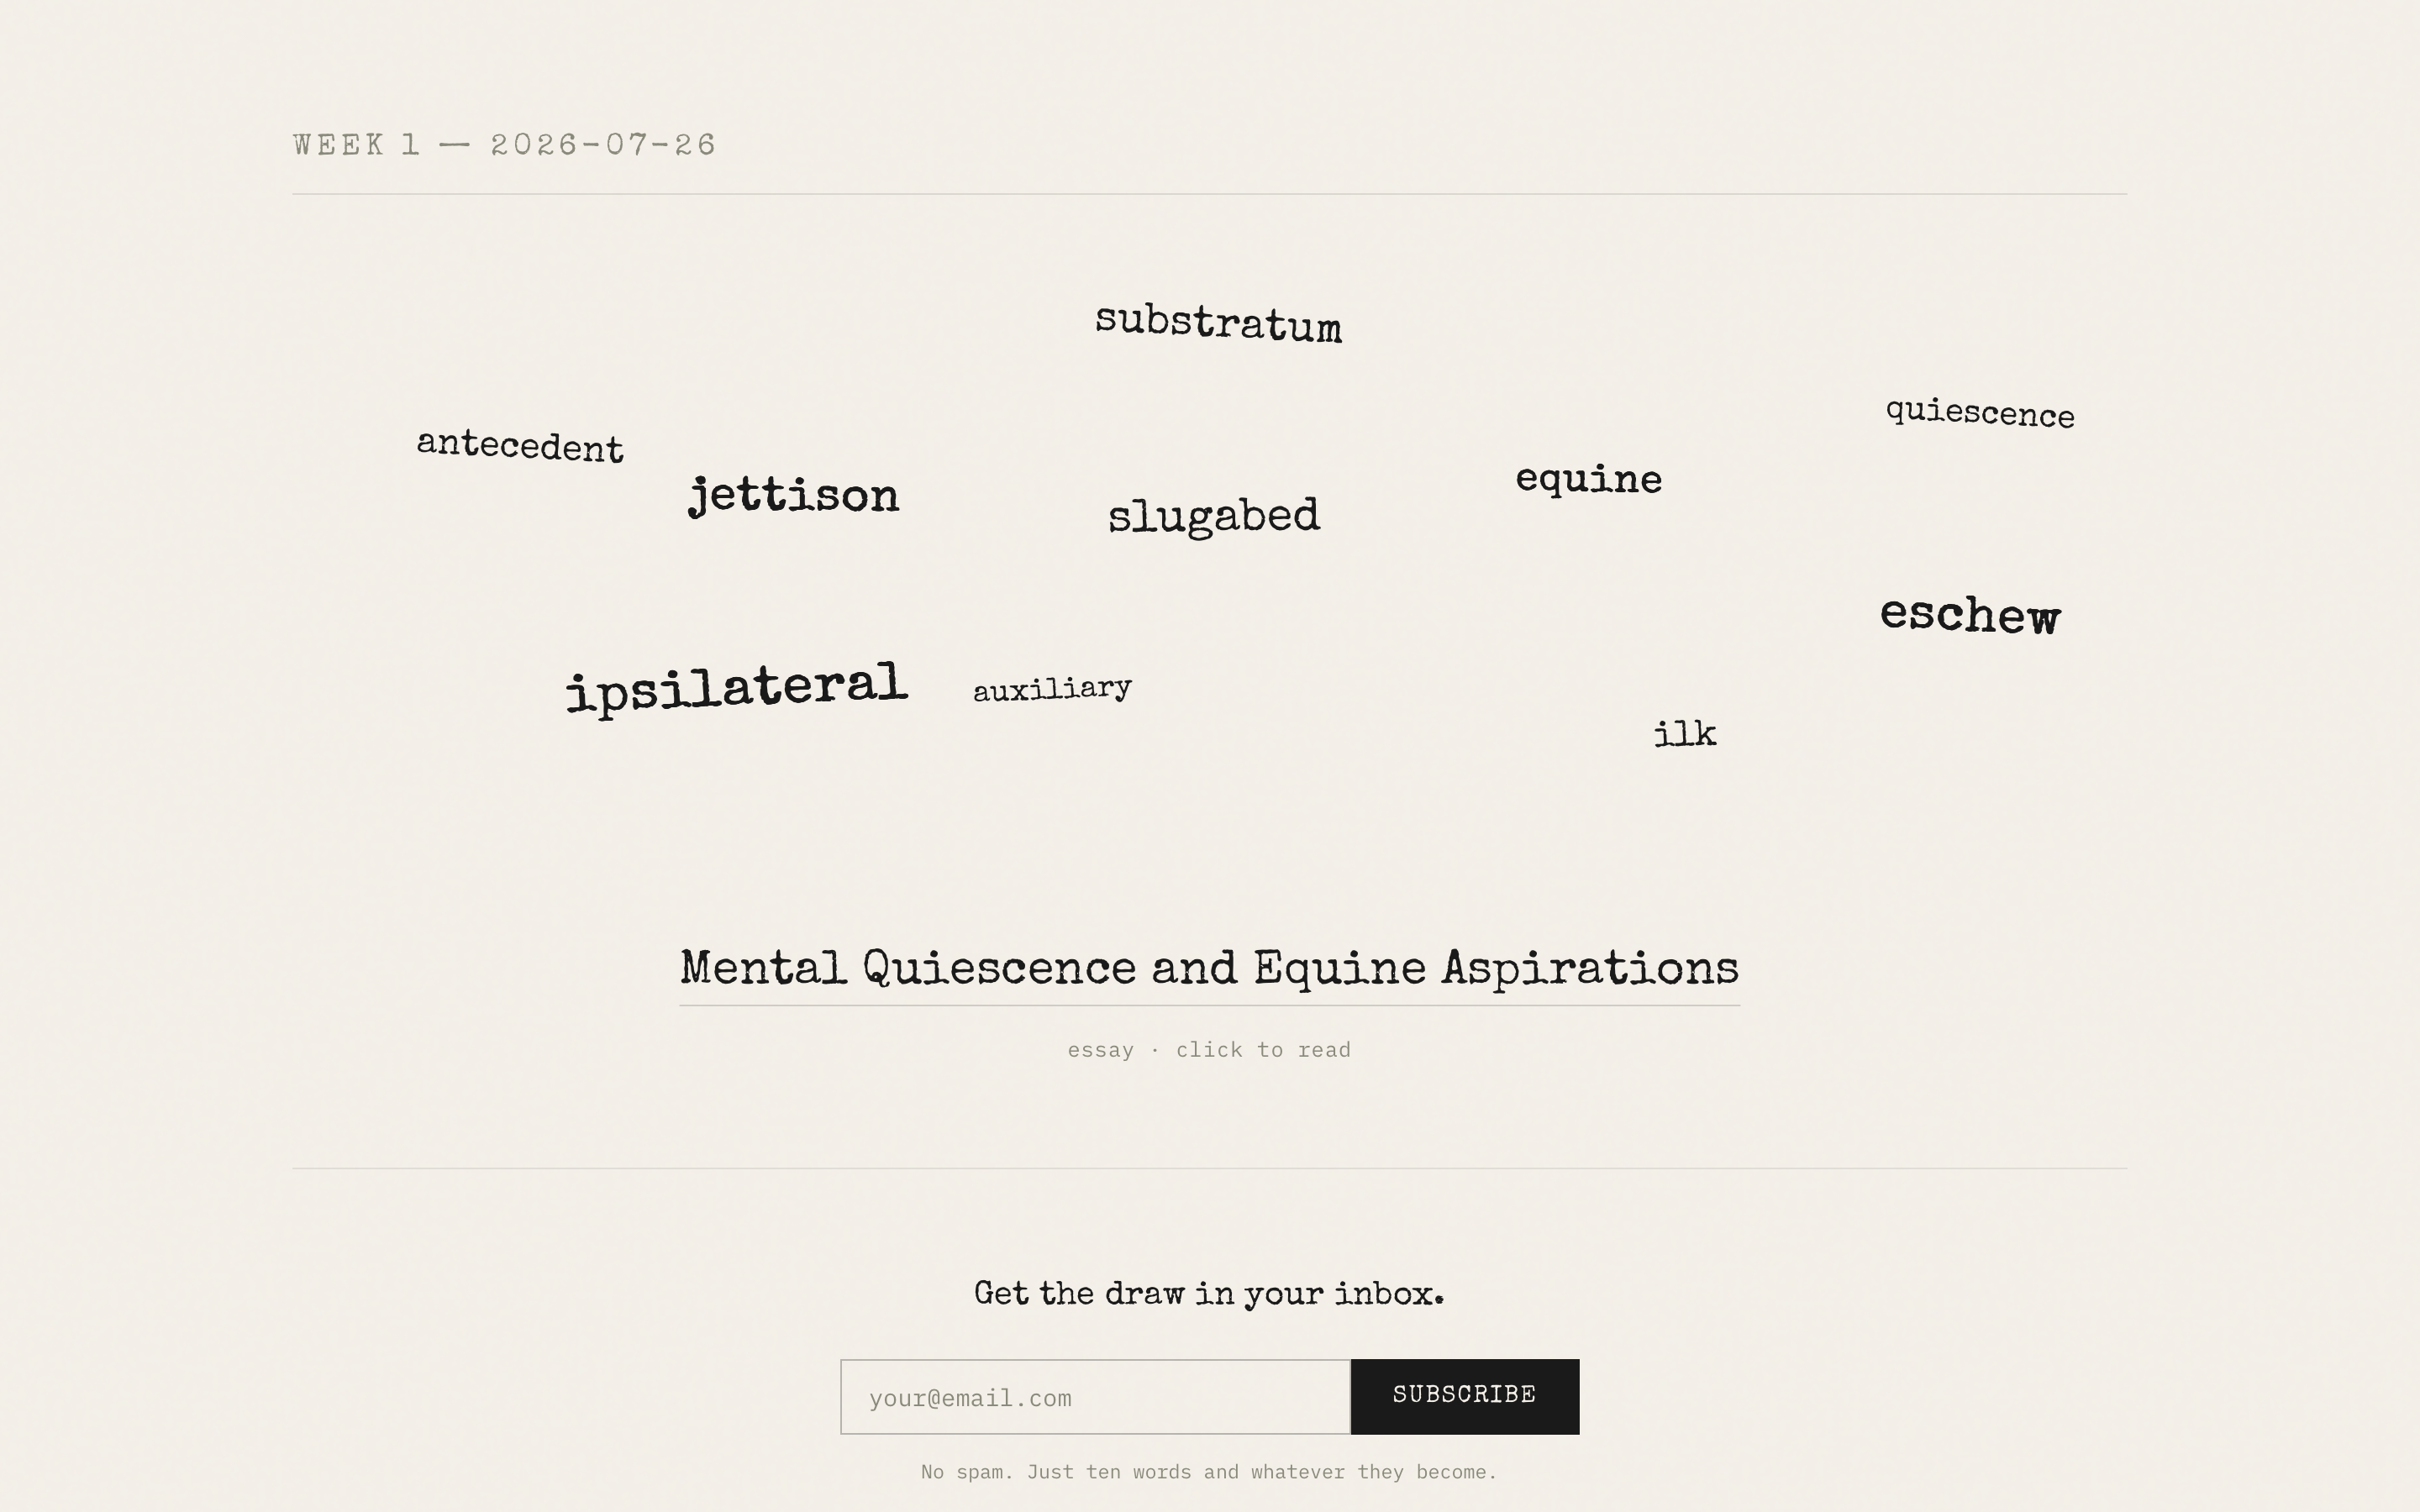 WEEK 1 — 2026-07-26
substratum
quiescence
antecedent
equine
jettison
slugabed
eschew
ipsilateral
auxiliary
ilk
Mental Quiescence and Equine Aspirations
essay · click to read
Get the draw in your inbox.
your@email.com
SUBSCRIBE
No spam. Just ten words and whatever they become.